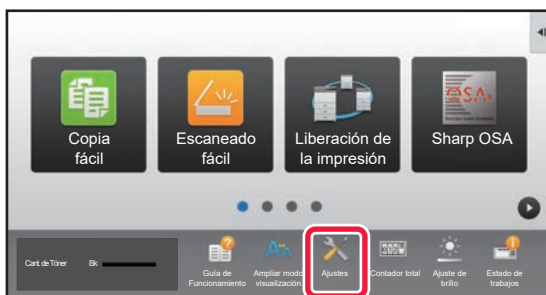 Copia
fácil
Escaneado
fácil
Liberación de
la impresión
OSA
Sharp OSA
Cant. de Tóner Bk
Guía de
Funcionamiento
Ampliar modo
visualización
Ajustes
Contador total
Ajuste de
brillo
Estado de
trabajos